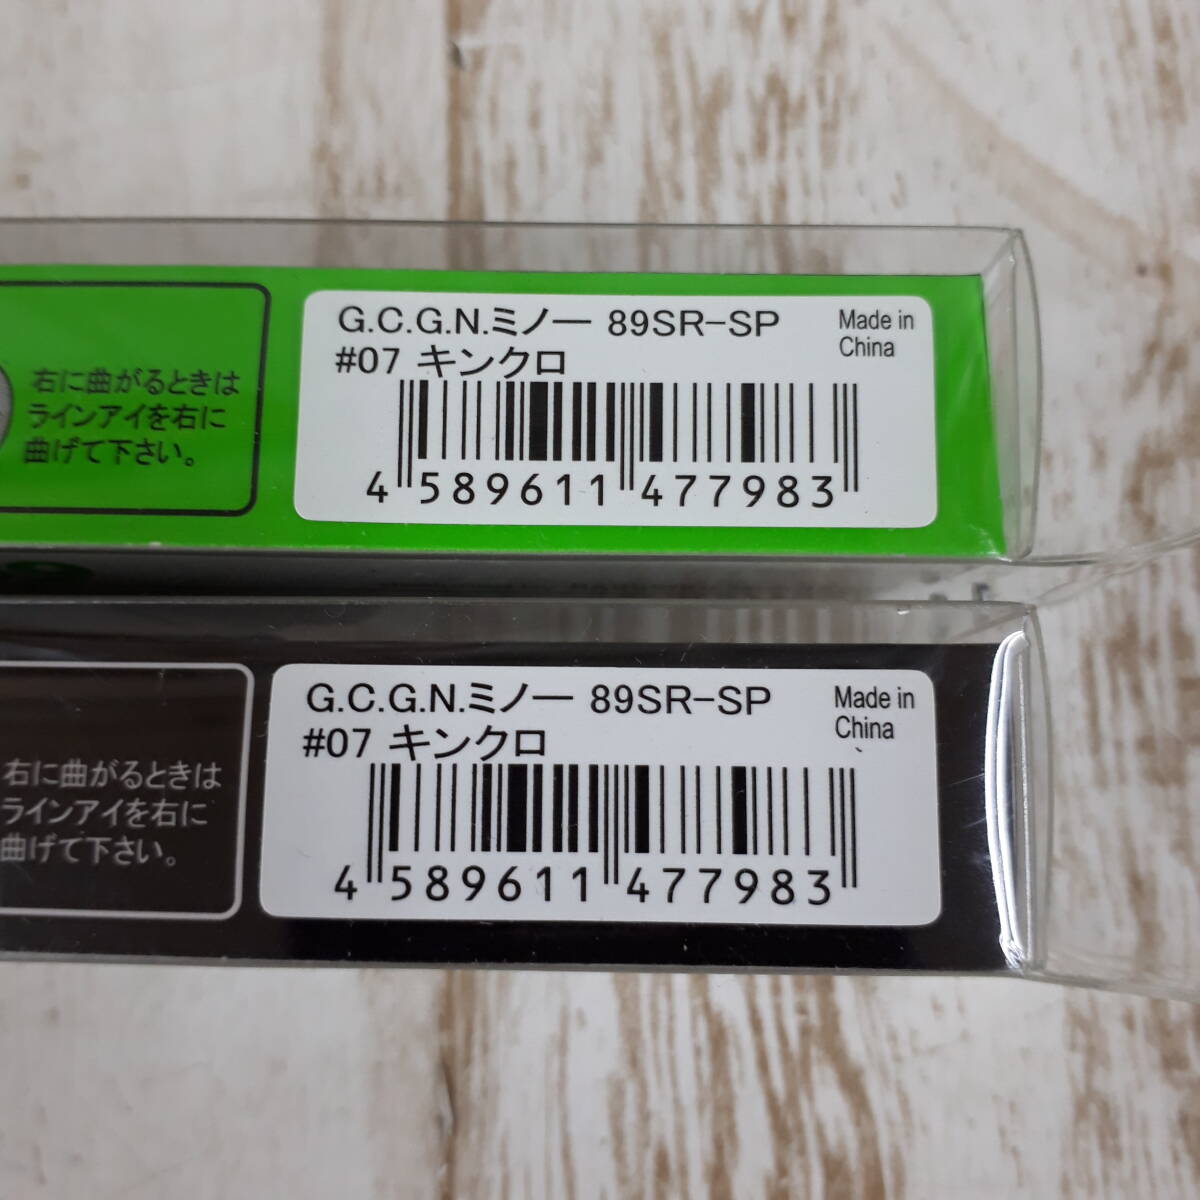 右に曲がるときは
ラインアイを右に
曲げて下さい。
G.C.G.N.ミノー 89SR-SP
#07 キンクロ
Made in
China
4 589611 477983
右に曲がるときは
ラインアイを右に
曲げて下さい。
G.C.G.N.ミノー 89SR-SP
#07 キンクロ
Made in
China
4 589611 477983